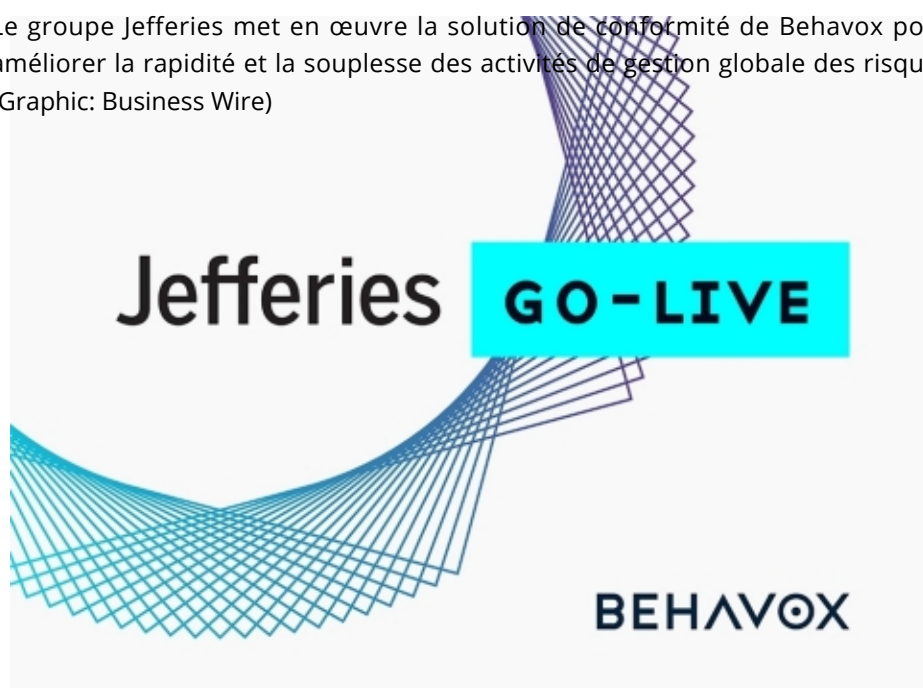 Le groupe Jefferies met en œuvre la solution de conformité de Behavox
améliorer la rapidité et la souplesse des activités de gestion globale des
(Graphic: Business Wire)
Jefferies GO-LIVE
BEHAVOX